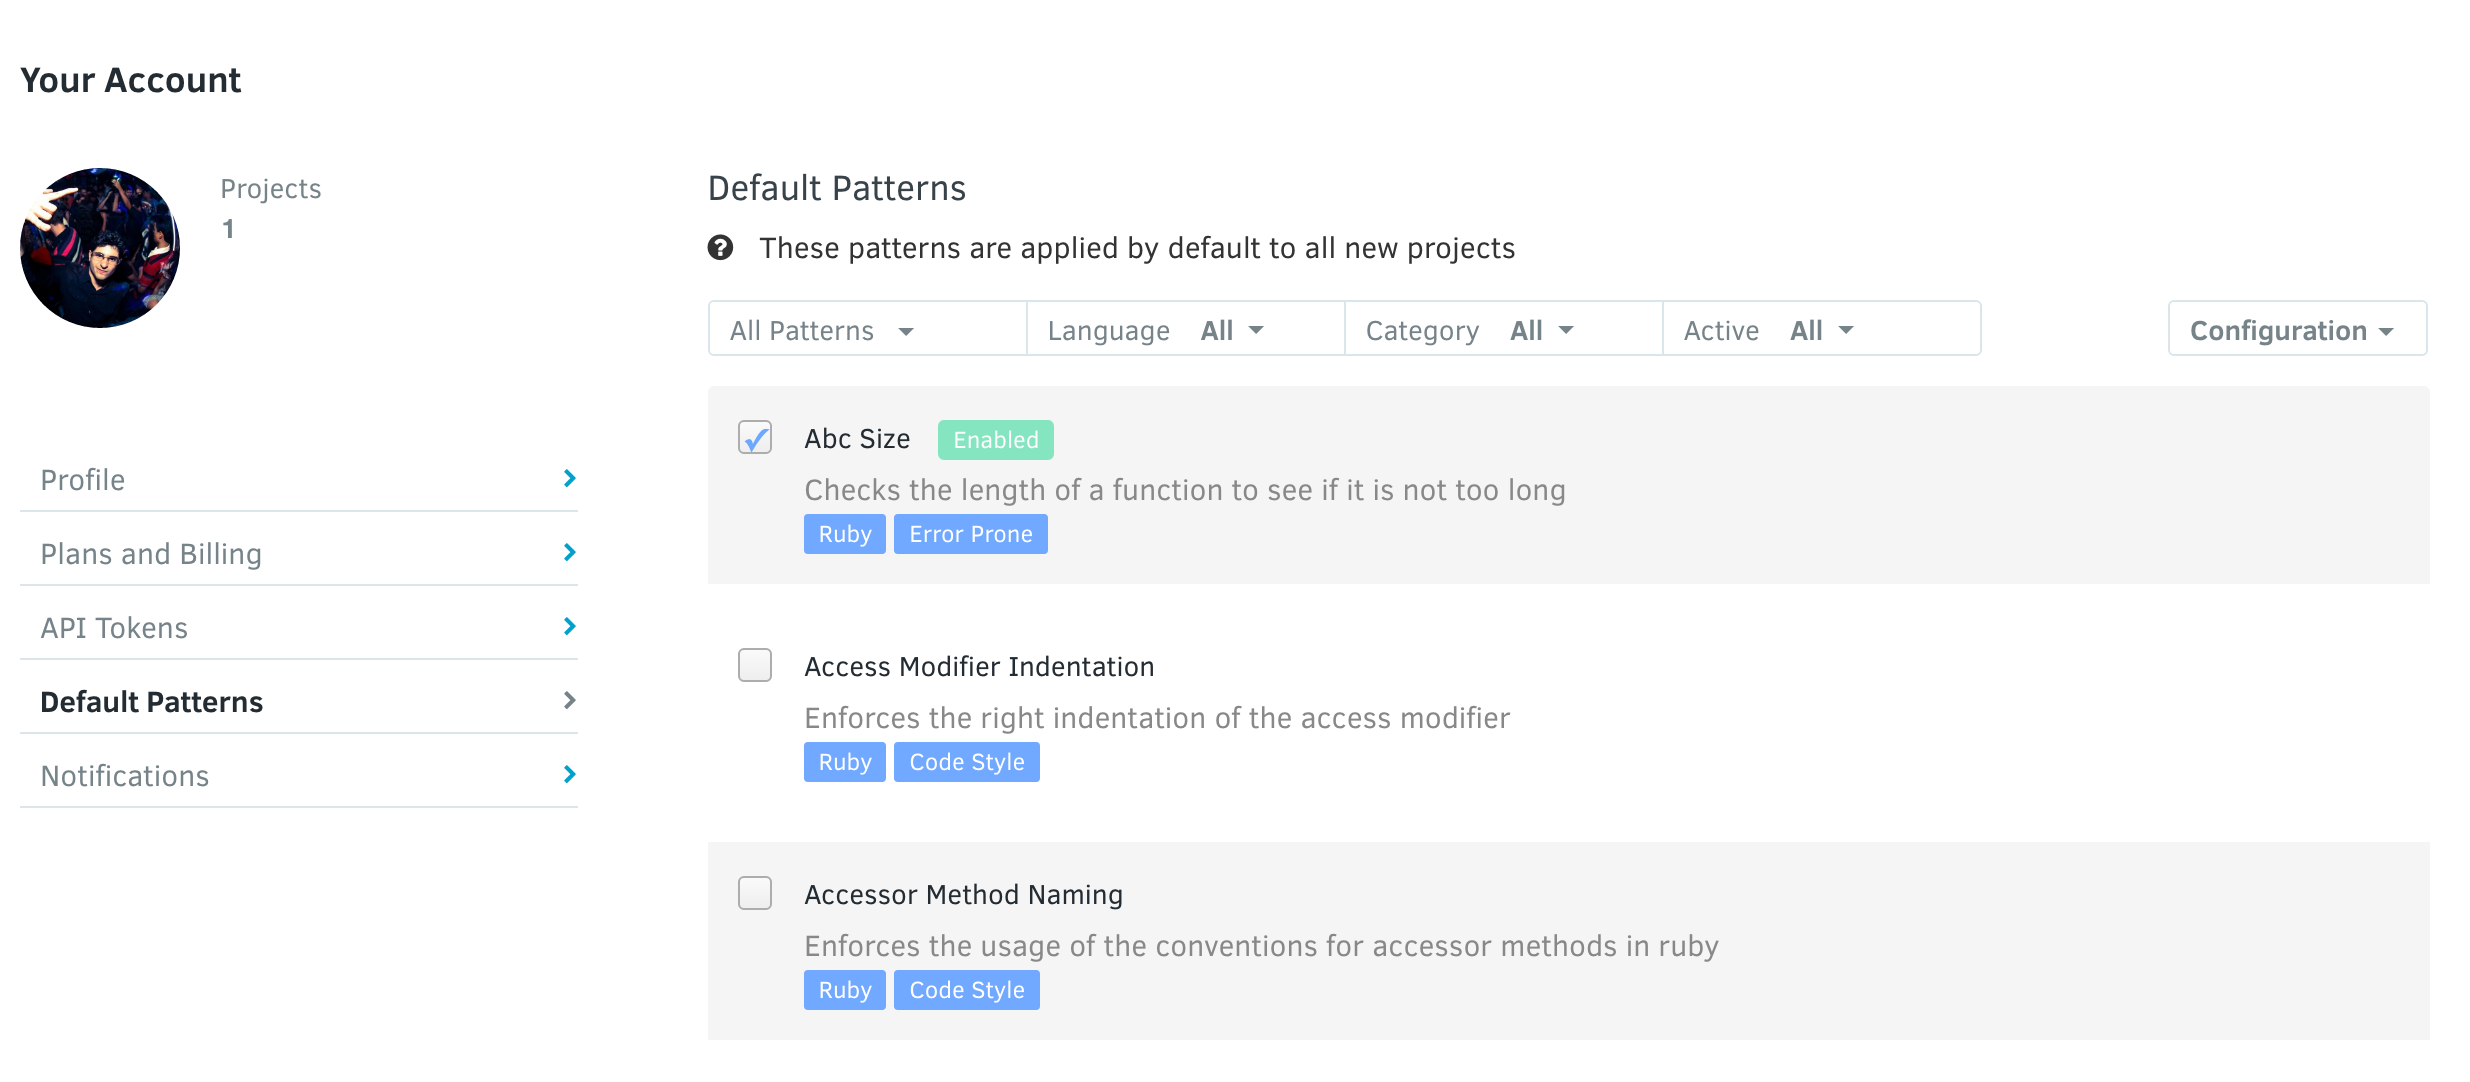 Your Account
Projects
1
Profile
Plans and Billing
API Tokens
Default Patterns
Notifications
Default Patterns
These patterns are applied by default to all new projects
All Patterns Language All Category All Active All Configuration
Abc Size Enabled
Checks the length of a function to see if it is not too long
Ruby Error Prone
Access Modifier Indentation
Enforces the right indentation of the access modifier
Ruby Code Style
Accessor Method Naming
Enforces the usage of the conventions for accessor methods in ruby
Ruby Code Style